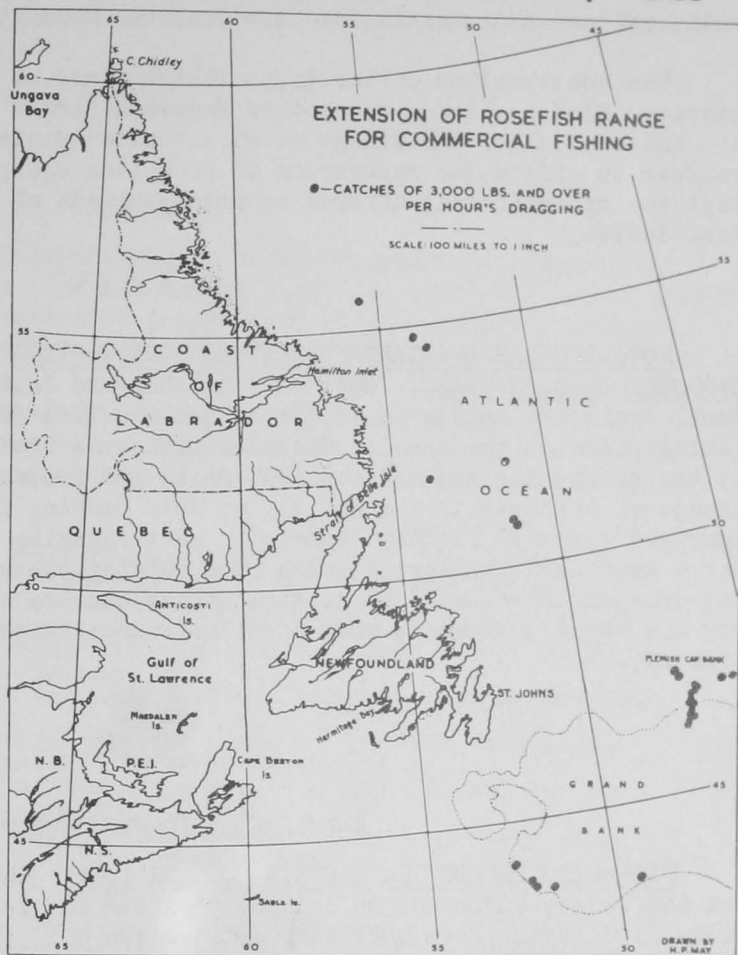 65
60
55
50
45
C. Chidley
60
Ungava
Bay
EXTENSION OF ROSEFISH RANGE
FOR COMMERCIAL FISHING
●—CATCHES OF 3,000 LBS. AND OVER
PER HOUR'S DRAGGING
SCALE: 100 MILES TO 1 INCH
55
55
COAST
Hamilton Inlet
OF
LABRADOR
ATLANTIC
OCEAN
Strait of Belle Isle
QUEBEC
50
50
ANTICOSTI
Is.
Gulf of
St. Lawrence
NEWFOUNDLAND
FLEMISH CAP BANK
ST. JOHNS
MAGDALEN
Is.
Hermitage Bay
N.B.
P.E.I.
CAPE BRETON
Is.
GRAND
45
BANK
45
N.S.
SABLE Is.
65
60
55
50
DRAWN BY
H.P. MAY